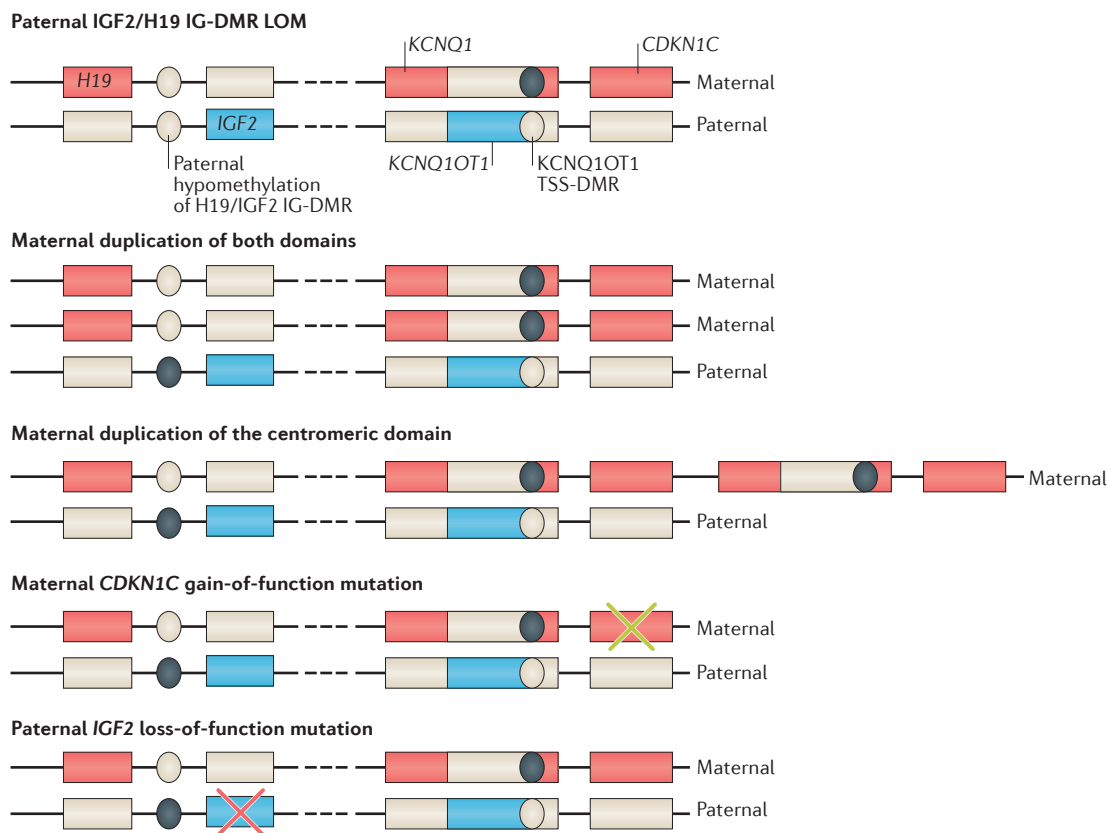 Paternal IGF2/H19 IG-DMR LOM
KCNQ1
CDKN1C
H19
Maternal
IGF2
Paternal
Paternal
hypomethylation
of H19/IGF2 IG-DMR
KCNQ1OT1
KCNQ1OT1
TSS-DMR
Maternal duplication of both domains
Maternal
Maternal
Paternal
Maternal duplication of the centromeric domain
Maternal
Paternal
Maternal CDKN1C gain-of-function mutation
Maternal
Paternal
Paternal IGF2 loss-of-function mutation
Maternal
Paternal